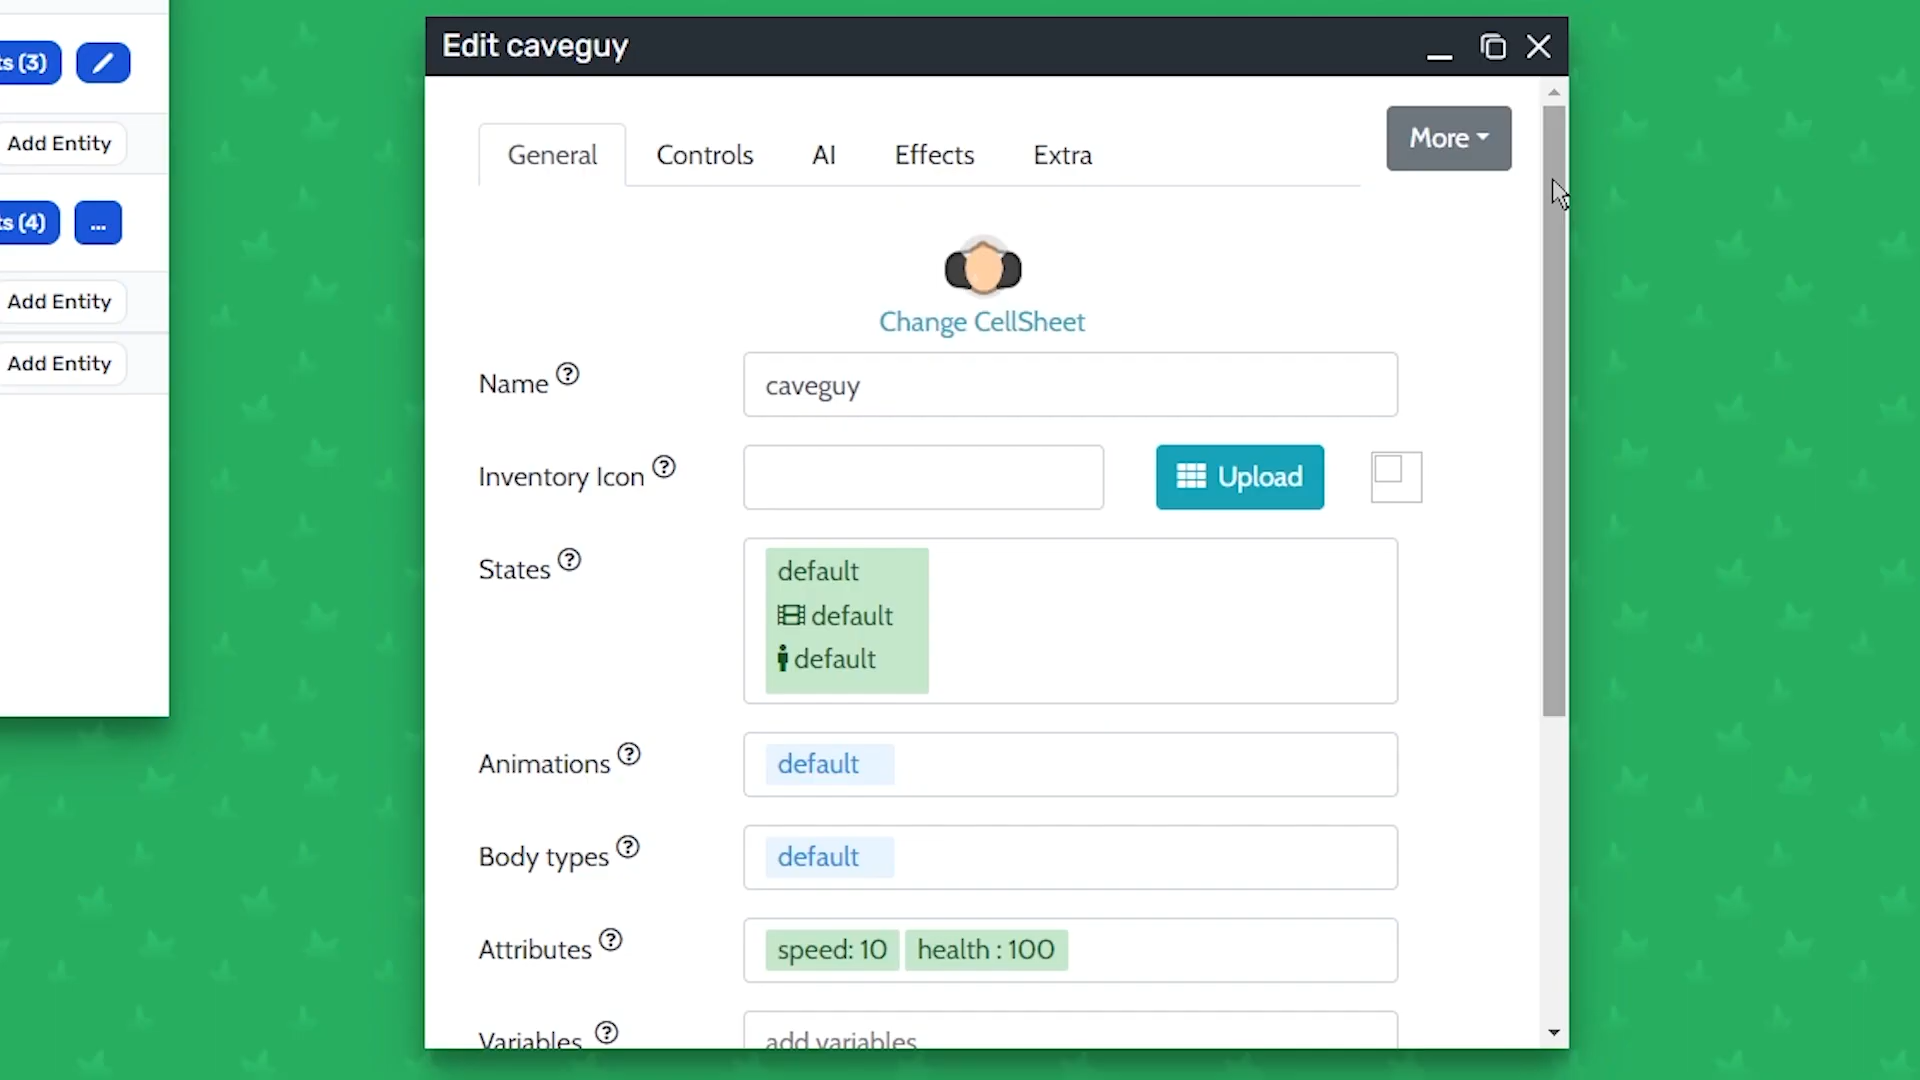 ts (3)
Add Entity
ts (4)
...
Add Entity
Add Entity
Edit caveguy
General
Controls
AI
Effects
Extra
More
Change CellSheet
Name
caveguy
Inventory Icon
Upload
States
default
default
default
Animations
default
Body types
default
Attributes
speed: 10
health : 100
Variables
add variables